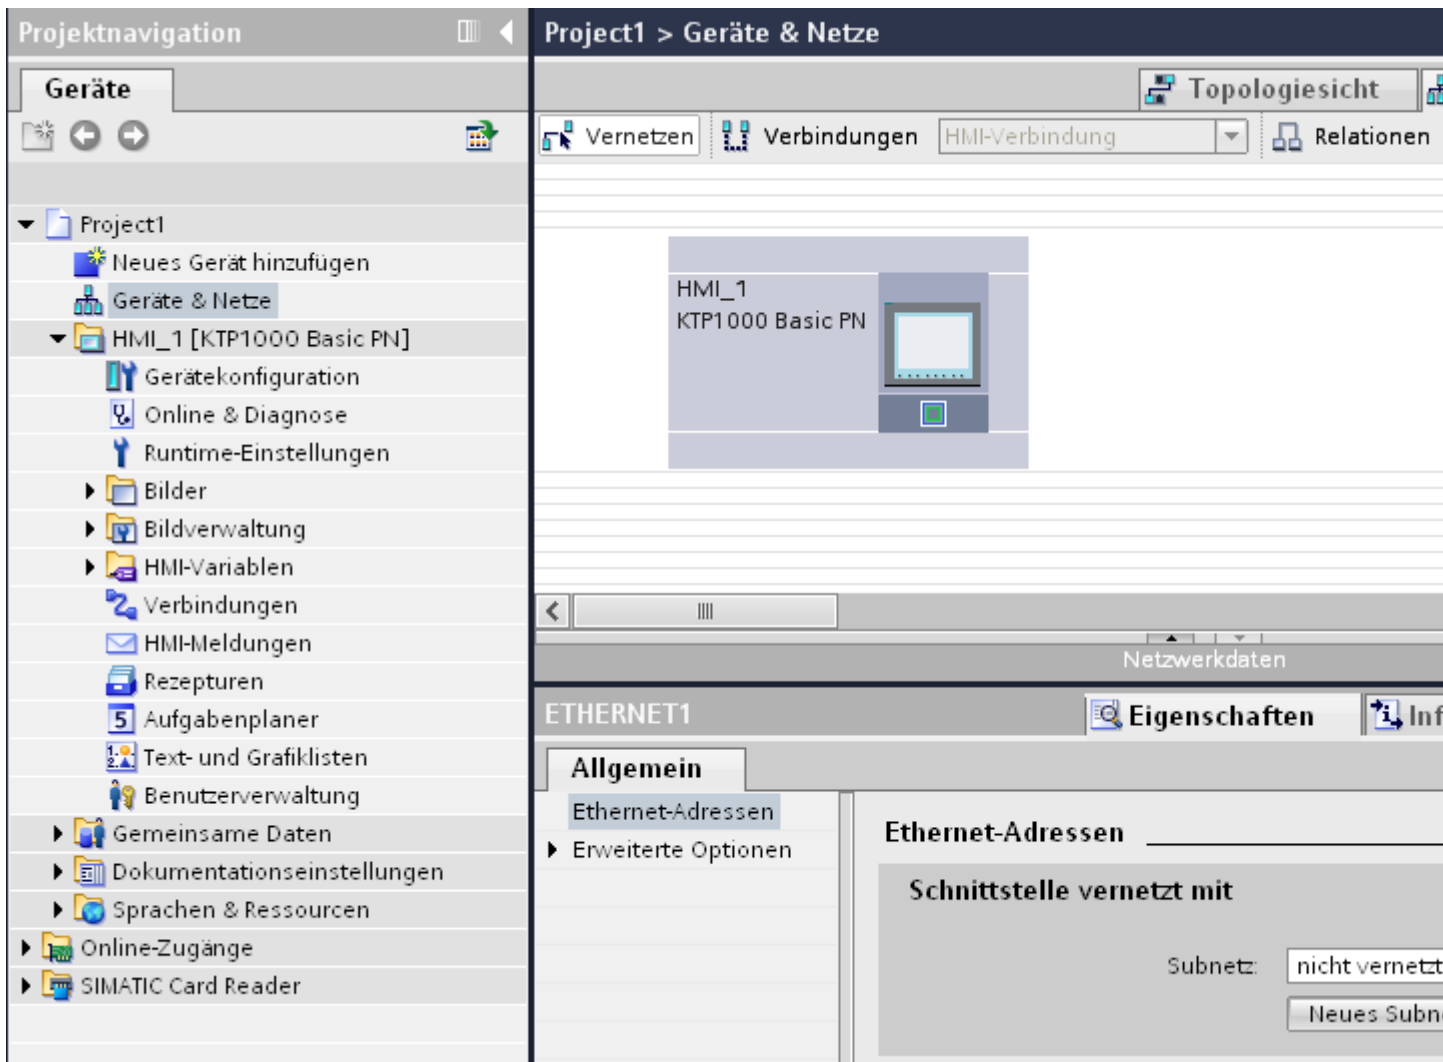 Projektnavigation
Geräte
Project1
Neues Gerät hinzufügen
Geräte & Netze
HMI_1 [KTP1000 Basic PN]
Gerätekonfiguration
Online & Diagnose
Runtime-Einstellungen
Bilder
Bildverwaltung
HMI-Variablen
Verbindungen
HMI-Meldungen
Rezepturen
Aufgabenplaner
Text- und Grafiklisten
Benutzerverwaltung
Gemeinsame Daten
Dokumentationseinstellungen
Sprachen & Ressourcen
Online-Zugänge
SIMATIC Card Reader
Project1 > Geräte & Netze
Topologiesicht
Vernetzen Verbindungen HMI-Verbindung Relationen
HMI_1
KTP1000 Basic PN
Netzwerkdaten
ETHERNET1 Eigenschaften Inf
Allgemein
Ethernet-Adressen
Erweiterte Optionen
Ethernet-Adressen
Schnittstelle vernetzt mit
Subnetz: nicht vernetzt
Neues Subn